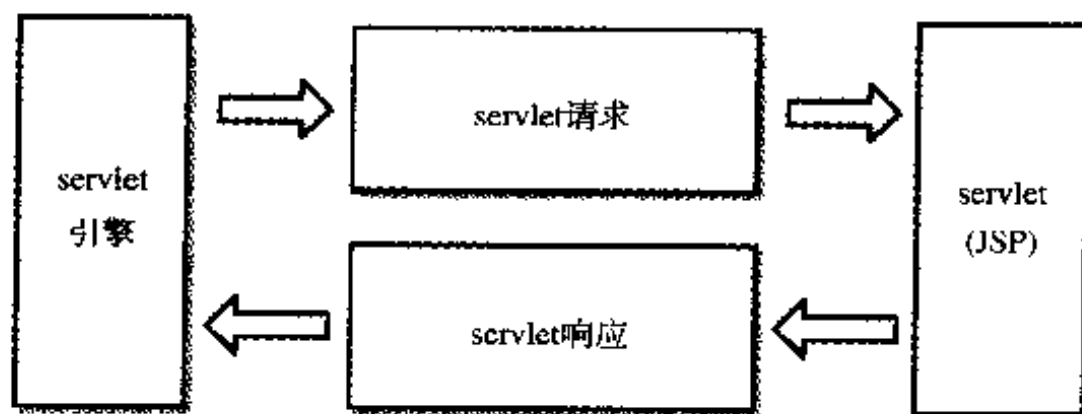 servlet请求
servlet
引擎
servlet
(JSP)
servlet响应